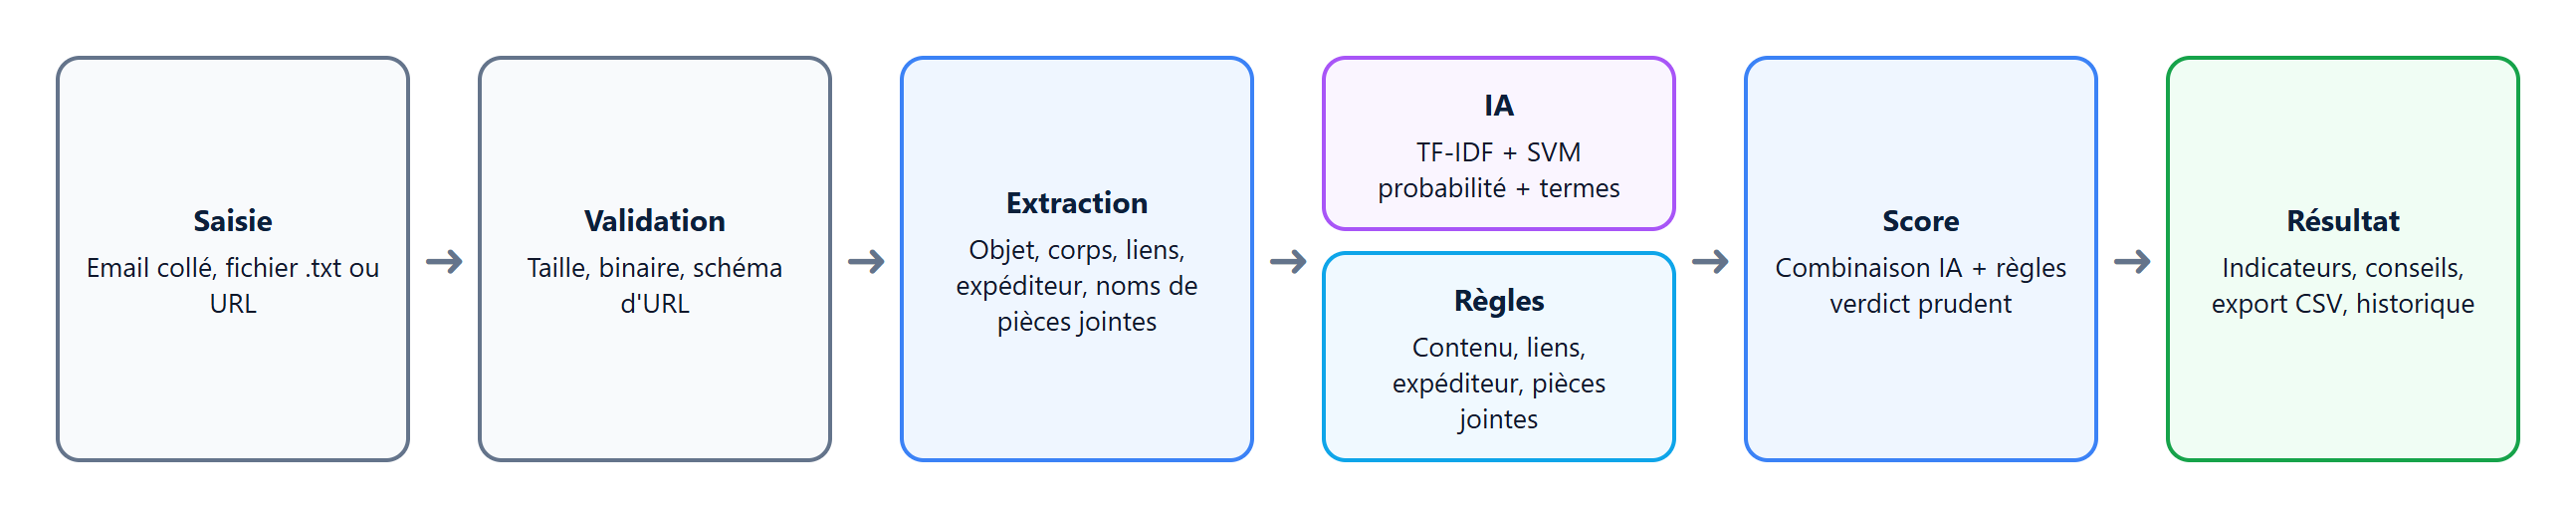 Saisie
Email collé, fichier .txt ou
URL
→
Validation
Taille, binaire, schéma
d'URL
→
Extraction
Objet, corps, liens,
expéditeur, noms de
pièces jointes
→
IA
TF-IDF + SVM
probabilité + termes
Règles
Contenu, liens,
expéditeur, pièces
jointes
→
Score
Combinaison IA + règles
verdict prudent
→
Résultat
Indicateurs, conseils,
export CSV, historique